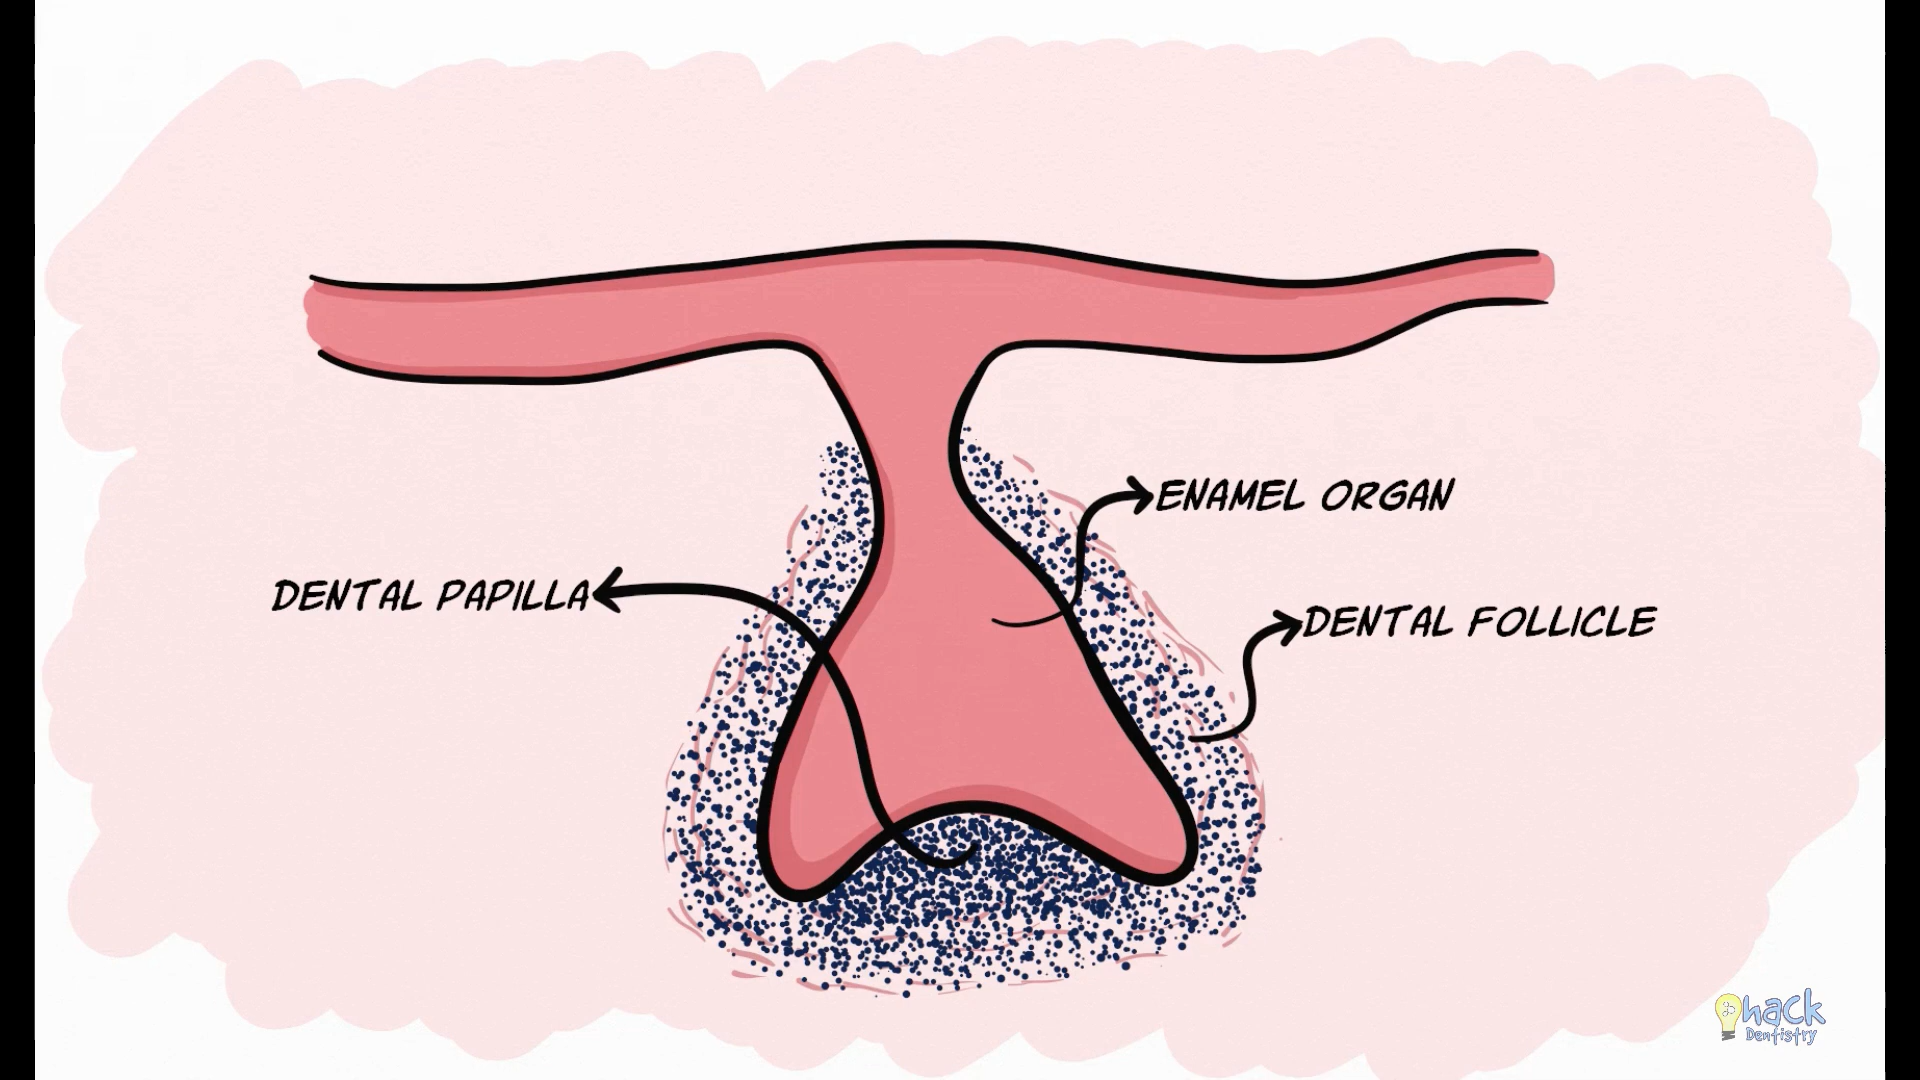 ENAMEL ORGAN
DENTAL PAPILLA
DENTAL FOLLICLE
hack
Dentistry